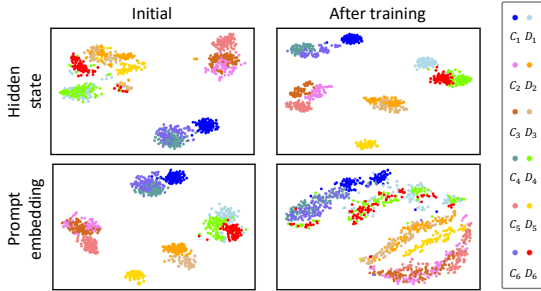 Initial
After training
Hidden
state
Prompt
embedding
C₁ D₁
C₂ D₂
C₃ D₃
C₄ D₄
C₅ D₅
C₆ D₆